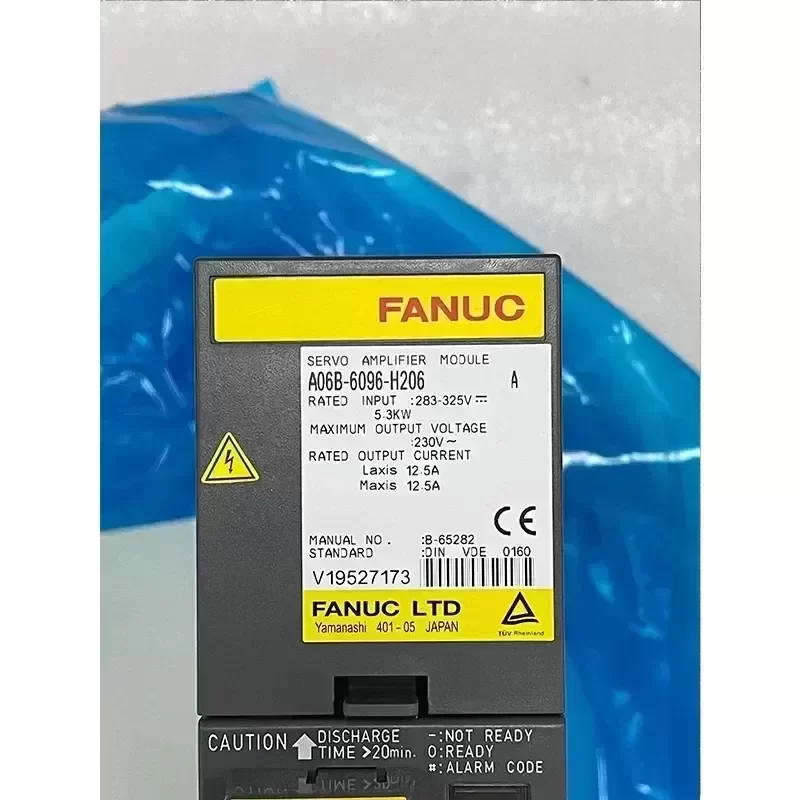 FANUC
SERVO AMPLIFIER MODULE
A06B-6096-H206 A
RATED INPUT :283-325V⎓
5.3KW
MAXIMUM OUTPUT VOLTAGE
:230V~
RATED OUTPUT CURRENT
Laxis 12.5A
Maxis 12.5A
CE
MANUAL NO. :B-65282
STANDARD :DIN VDE 0160
V19527173
FANUC LTD
Yamanashi 401-05 JAPAN
TÜV Rheinland
CAUTION DISCHARGE TIME >20min.
-:NOT READY
0:READY
#:ALARM CODE